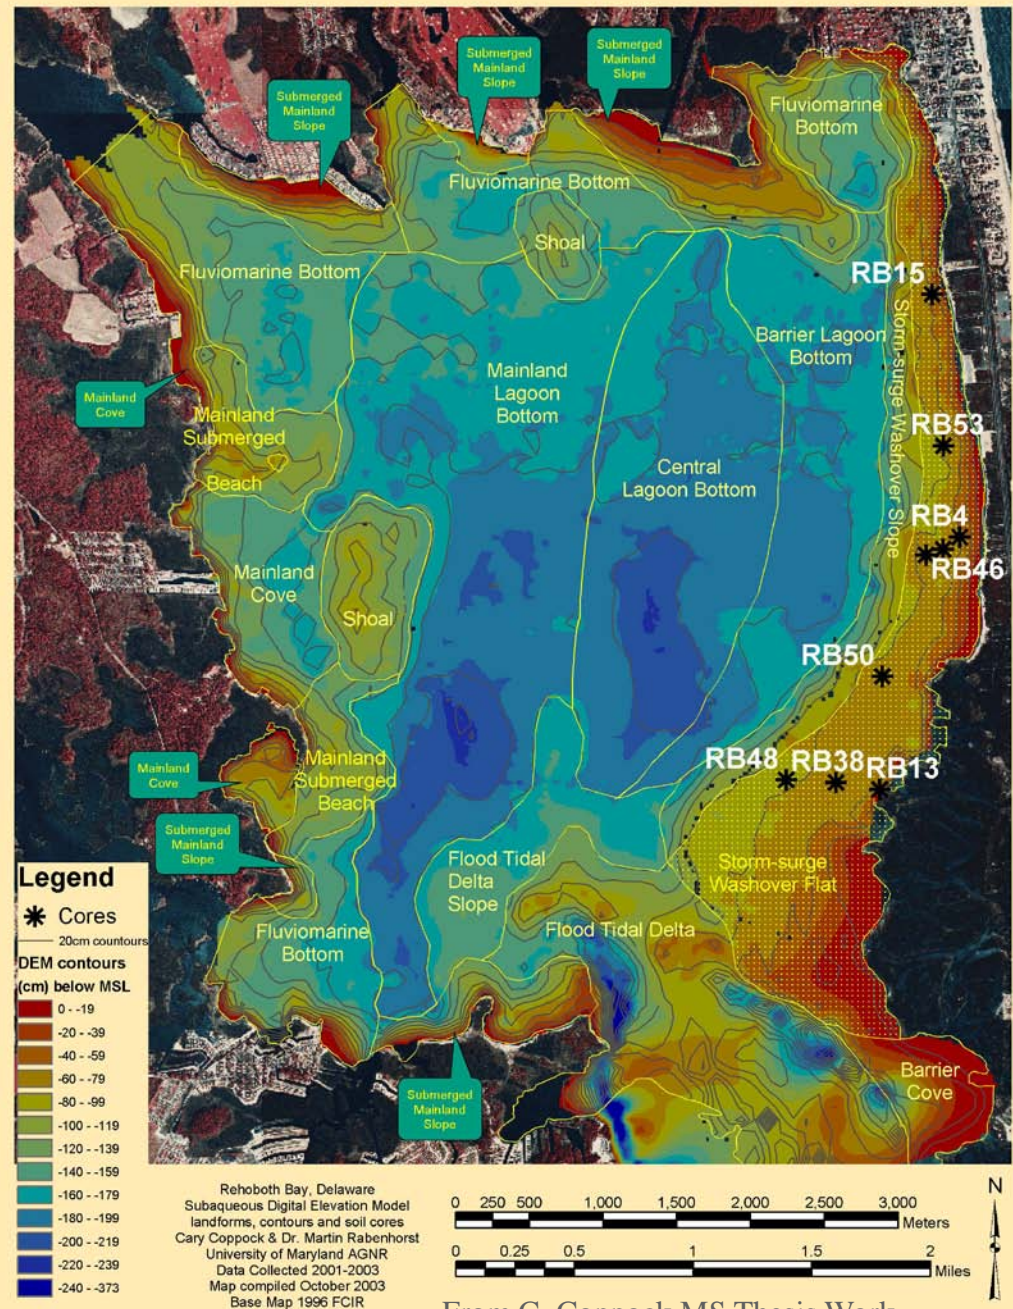 Submerged
Mainland
Slope
Submerged
Mainland
Slope
Submerged
Mainland
Slope
Fluviomarine
Bottom
Fluviomarine Bottom
Shoal
Fluviomarine Bottom
RB15
Storm-surge Washover Slope
Barrier Lagoon
Bottom
Mainland
Lagoon
Bottom
Mainland
Cove
Mainland
Submerged
Beach
RB53
Central
Lagoon Bottom
RB4
RB46
Mainland
Cove
Shoal
RB50
Mainland
Cove
Mainland
Submerged
Beach
RB48
RB38
RB13
Submerged
Mainland
Slope
Flood Tidal
Delta
Slope
Storm-surge
Washover Flat
Fluviomarine
Bottom
Flood Tidal Delta
Barrier
Cove
Submerged
Mainland
Slope
Legend
Cores
20cm countours
DEM contours
(cm) below MSL
0 - -19
-20 - -39
-40 - -59
-60 - -79
-80 - -99
-100 - -119
-120 - -139
-140 - -159
-160 - -179
-180 - -199
-200 - -219
-220 - -239
-240 - -373
Rehoboth Bay, Delaware
Subaqueous Digital Elevation Model
landforms, contours and soil cores
Cary Coppock & Dr. Martin Rabenhorst
University of Maryland AGNR
Data Collected 2001-2003
Map compiled October 2003
Base Map 1996 FCIR
0 250 500 1,000 1,500 2,000 2,500 3,000
Meters
0 0.25 0.5 1 1.5 2
Miles
N
From C. Coppock MS Thesis Work